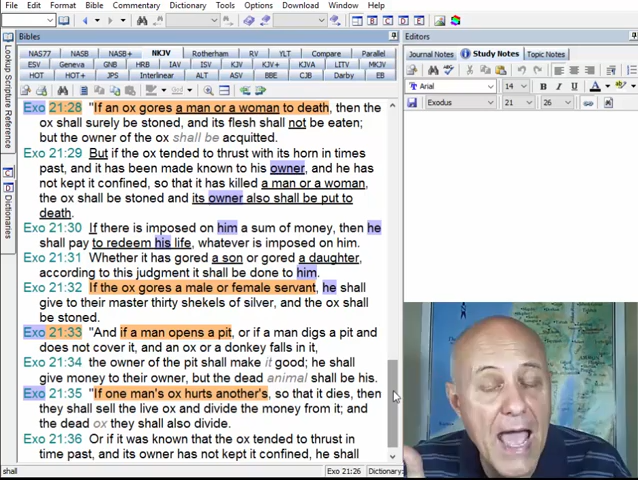 File Edit View Bible Dictionary Commentary Tools Options Download Window Help
Bibles
Editors
NAS77 NASB NASB+ NKJV Rotherham RV YLT Compare Parallel
ESV Geneva GNB HRB IAV ISV Jewish KJV KJVA LITV MKJV
HOT+ HOT- JPS Interlinear ALT ASV BBE CJB Darby EB
Journal Notes Study Notes Topic Notes
Arial 14 B I U
Exodus 21 26
Lookup Scripture Reference
Dictionaries
Exo 21:28 "If an ox gores a man or a woman to death, then the
ox shall surely be stoned, and its flesh shall not be eaten;
but the owner of the ox shall be acquitted.
Exo 21:29 But if the ox tended to thrust with its horn in times
past, and it has been made known to his owner, and he has
not kept it confined, so that it has killed a man or a woman,
the ox shall be stoned and its owner also shall be put to
death.
Exo 21:30 If there is imposed on him a sum of money, then he
shall pay to redeem his life, whatever is imposed on him.
Exo 21:31 Whether it has gored a son or gored a daughter,
according to this judgment it shall be done to him.
Exo 21:32 If the ox gores a male or female servant, he shall
give to their master thirty shekels of silver, and the ox shall
be stoned.
Exo 21:33 "And if a man opens a pit, or if a man digs a pit and
does not cover it, and an ox or a donkey falls in it,
Exo 21:34 the owner of the pit shall make it good; he shall
give money to their owner, but the dead animal shall be his.
Exo 21:35 "If one man's ox hurts another's, so that it dies, then
they shall sell the live ox and divide the money from it; and
the dead ox they shall also divide.
Exo 21:36 Or if it was known that the ox tended to thrust in
time past, and its owner has not kept it confined, he shall
shall
Exo 21:26
Dictionary: